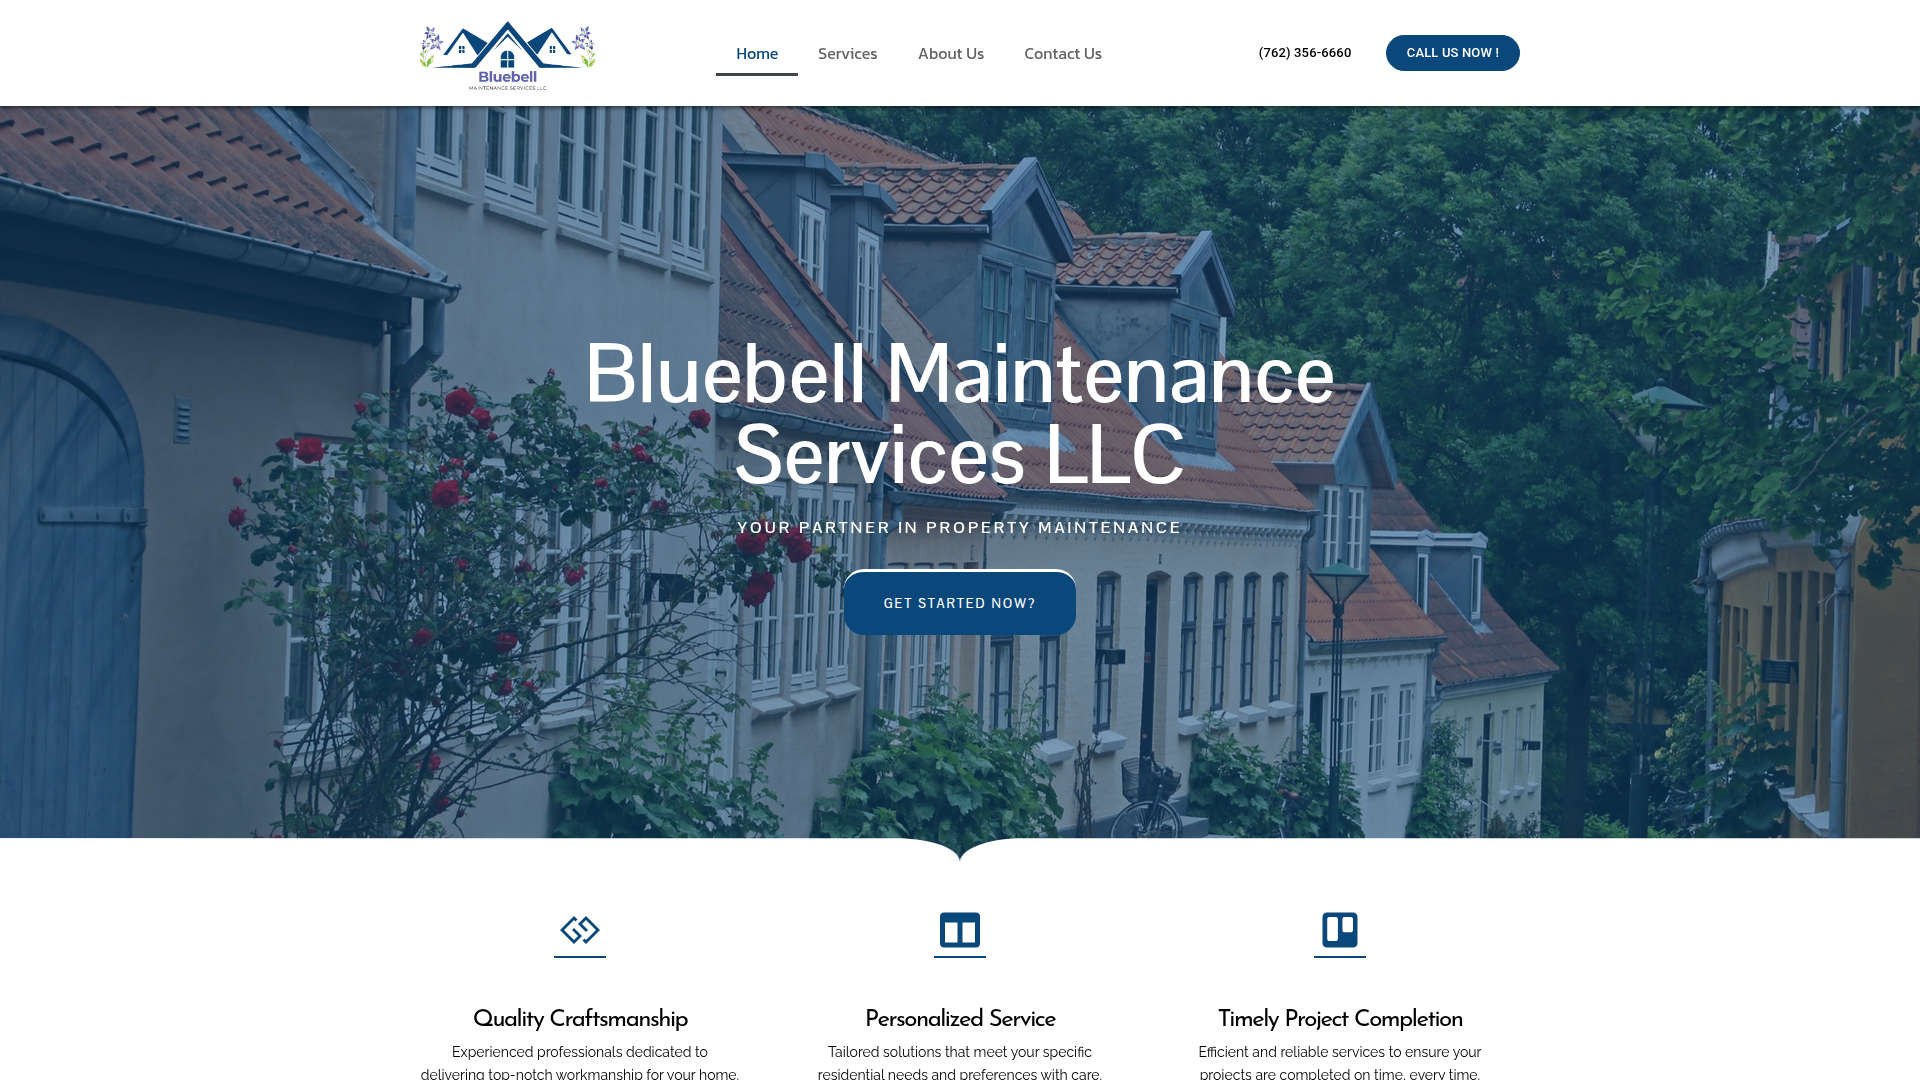 Bluebell
MAINTENANCE SERVICES LLC
Home
Services
About Us
Contact Us
(762) 356-6660
CALL US NOW !
Bluebell Maintenance
Services LLC
YOUR PARTNER IN PROPERTY MAINTENANCE
GET STARTED NOW?
Quality Craftsmanship
Experienced professionals dedicated to
delivering top-notch workmanship for your home.
Personalized Service
Tailored solutions that meet your specific
residential needs and preferences with care.
Timely Project Completion
Efficient and reliable services to ensure your
projects are completed on time, every time.